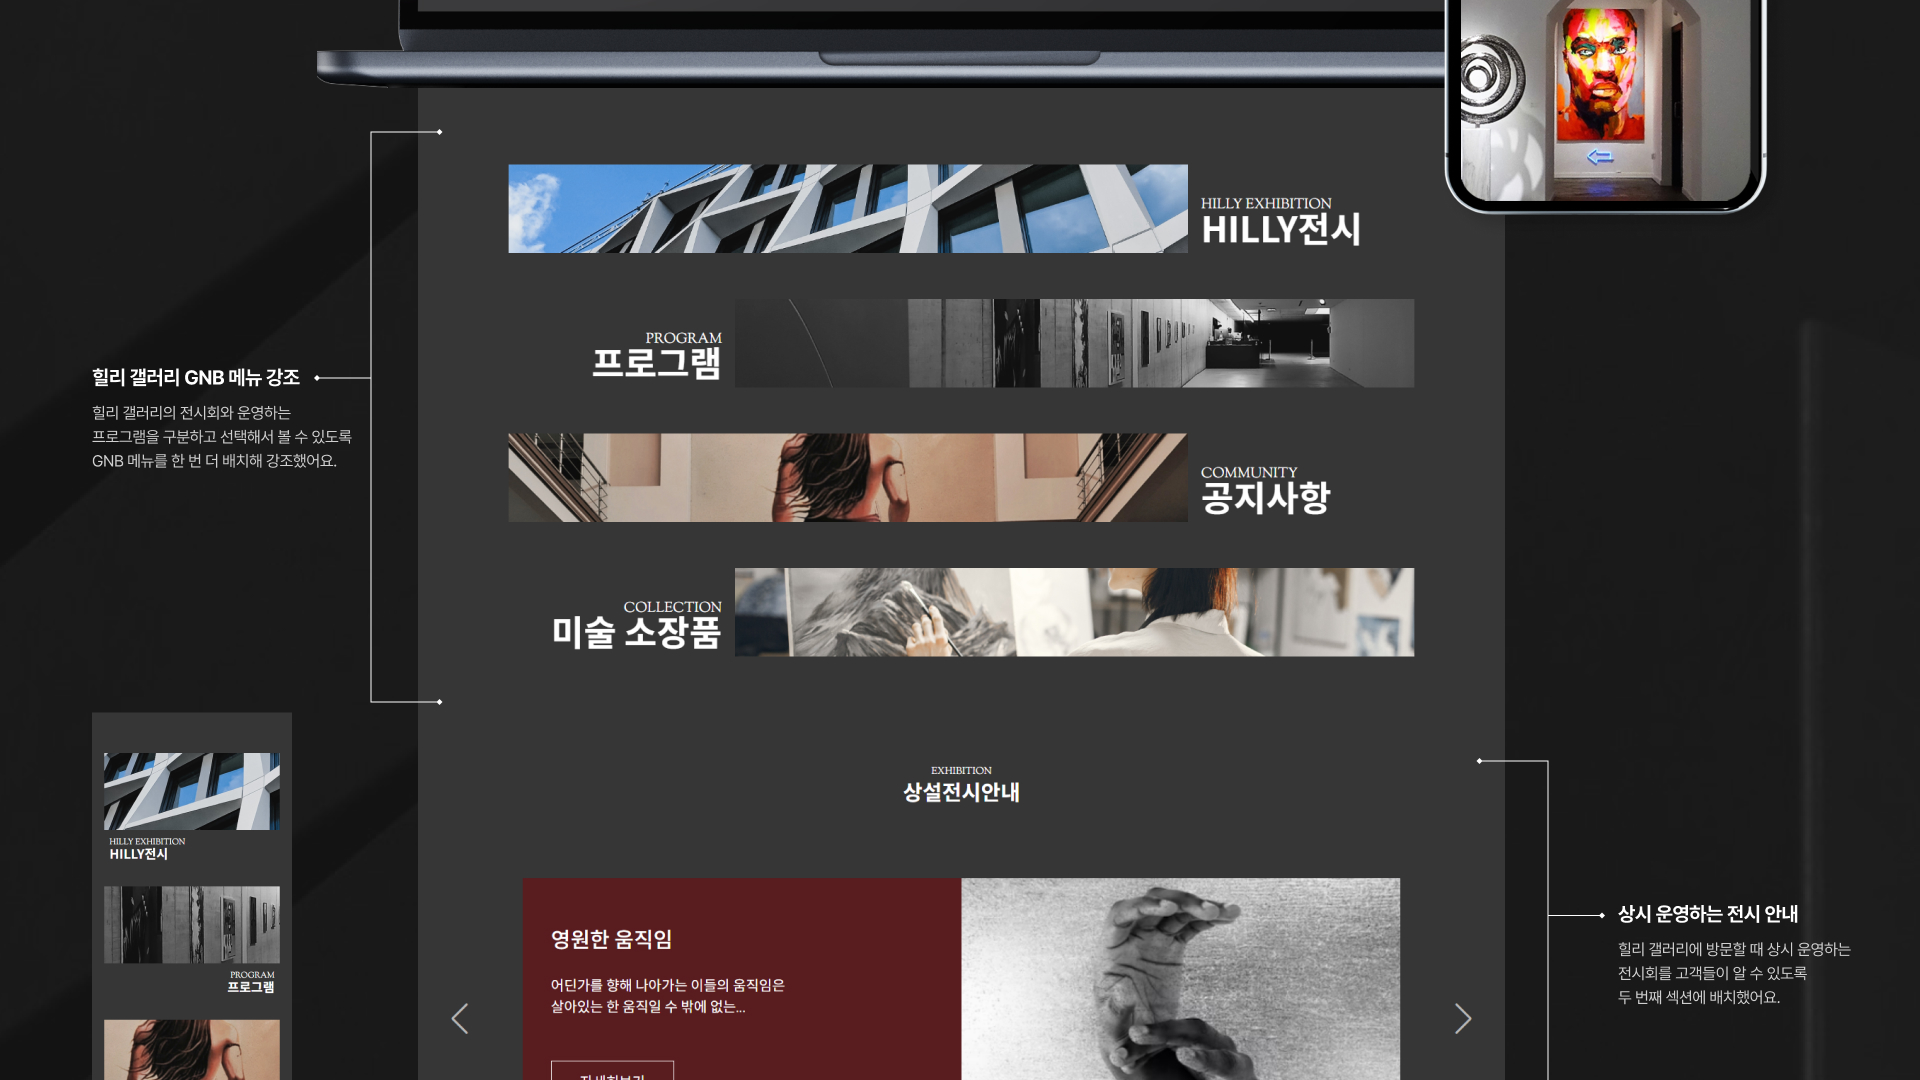 HILLY EXHIBITION
HILLY전시
PROGRAM
프로그램
힐리 갤러리 GNB 메뉴 강조
힐리 갤러리의 전시회와 운영하는
프로그램을 구분하고 선택해서 볼 수 있도록
GNB 메뉴를 한 번 더 배치해 강조했어요.
COMMUNITY
공지사항
COLLECTION
미술 소장품
EXHIBITION
상설전시안내
HILLY EXHIBITION
HILLY전시
PROGRAM
프로그램
영원한 움직임
어딘가를 향해 나아가는 이들의 움직임은
살아있는 한 움직일 수 밖에 없는...
상시 운영하는 전시 안내
힐리 갤러리에 방문할 때 상시 운영하는
전시회를 고객들이 알 수 있도록
두 번째 섹션에 배치했어요.